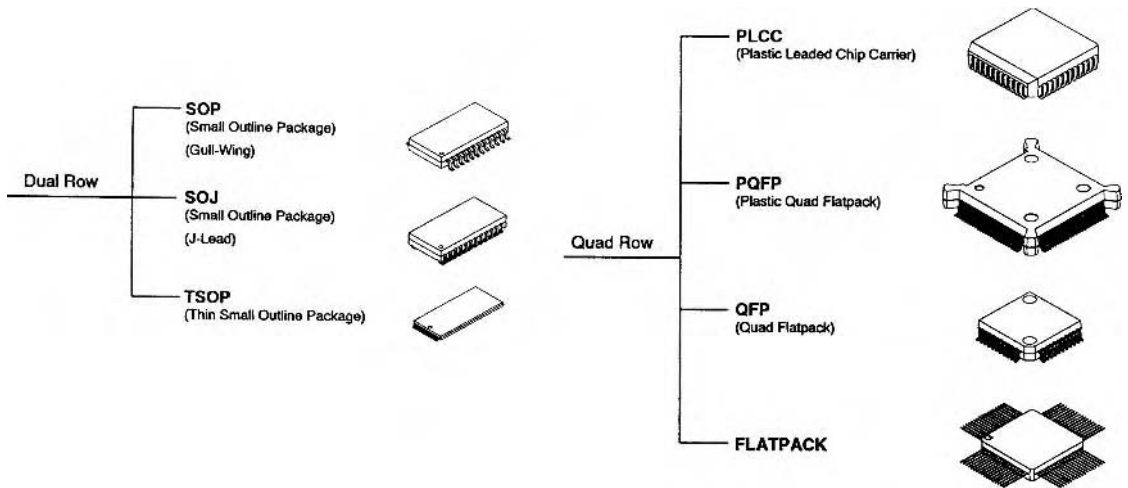 Dual Row
SOP
(Small Outline Package)
(Gull-Wing)
SOJ
(Small Outline Package)
(J-Lead)
TSOP
(Thin Small Outline Package)
Quad Row
PLCC
(Plastic Leaded Chip Carrier)
PQFP
(Plastic Quad Flatpack)
QFP
(Quad Flatpack)
FLATPACK